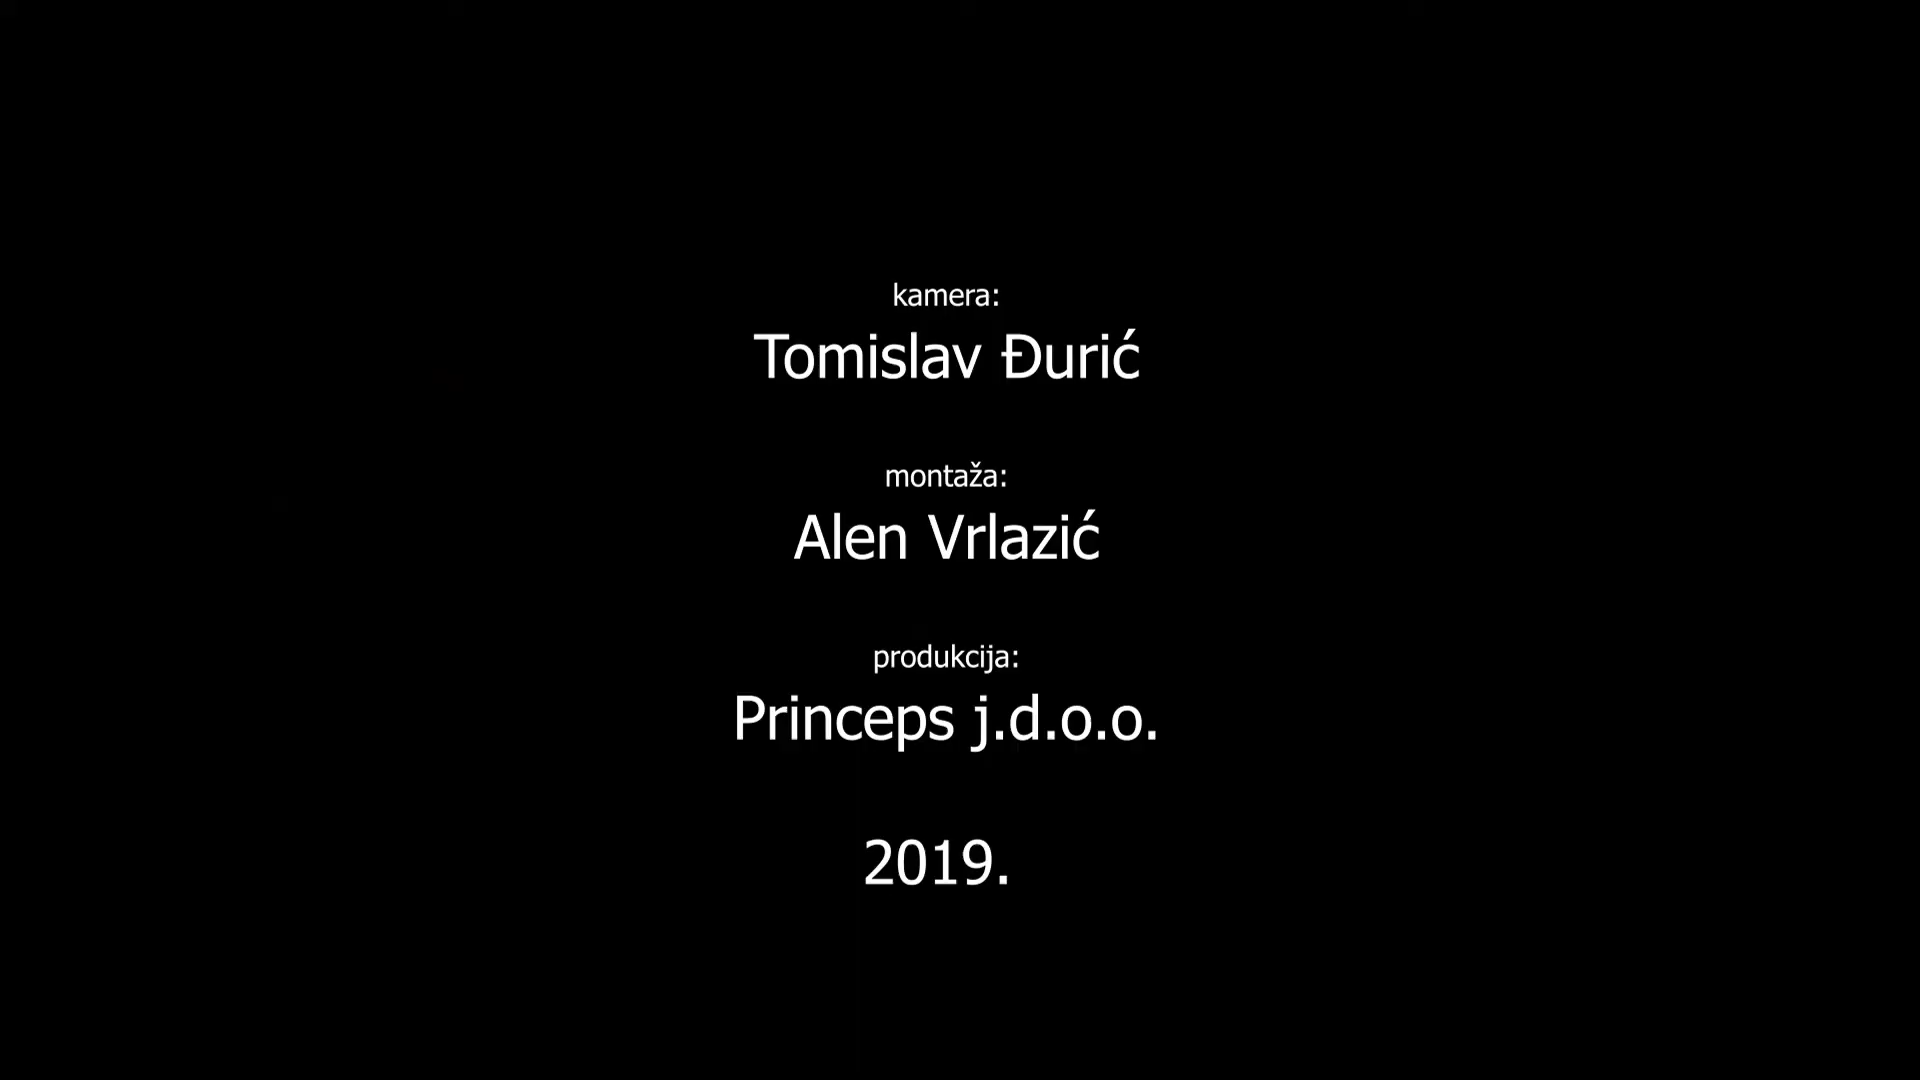 kamera:
Tomislav Đurić
montaža:
Alen Vrlazić
produkcija:
Princeps j.d.o.o.
2019.